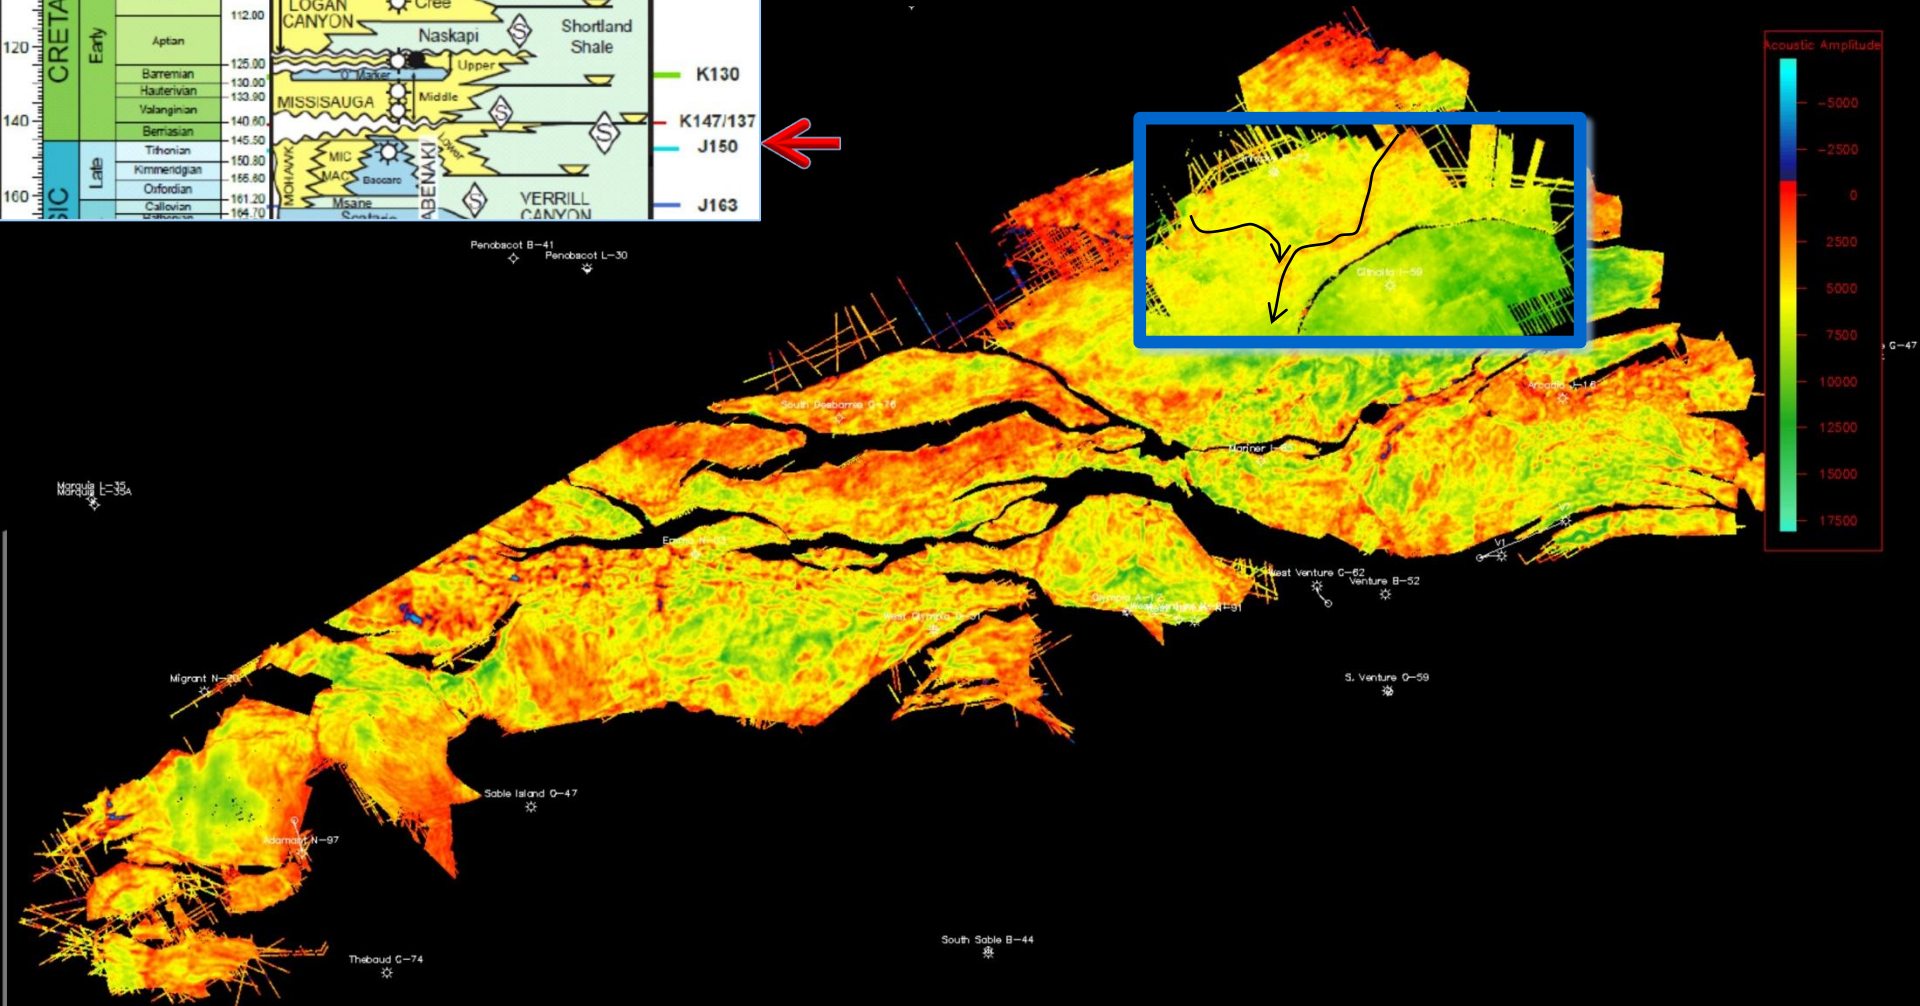 CRETA
SIC
Early
Late
120
140
160
Aptian
Barremian
Hauterivian
Valanginian
Berriasian
Tithonian
Kimmeridgian
Oxfordian
Callovian
112.00
125.00
130.00
133.90
140.60
145.50
150.80
161.20
164.70
LOGAN
CANYON
Cree
Naskapi
Shortland
Shale
Upper
O Marker
MISSISAUGA
Middle
Lower
MOHAWK
MIC
MAC
Baccaro
Misaine
ABENAKI
VERRILL
CANYON
S
S
S
S
K130
K147/137
J150
J163
Acoustic Amplitude
-5000
-2500
0
2500
5000
7500
10000
12500
15000
17500
Penobscot B-41
Penobscot L-30
G-47
Arcadia J-16
South Desbarres O-76
Mariner I-85
Marquis L-35
Marquis L-35A
V1
West Venture C-62
Venture B-52
Olympia A-12
N-91
Migrant N-20
S. Venture O-59
Sable Island O-47
Adamant N-97
South Sable B-44
Thebaud C-74